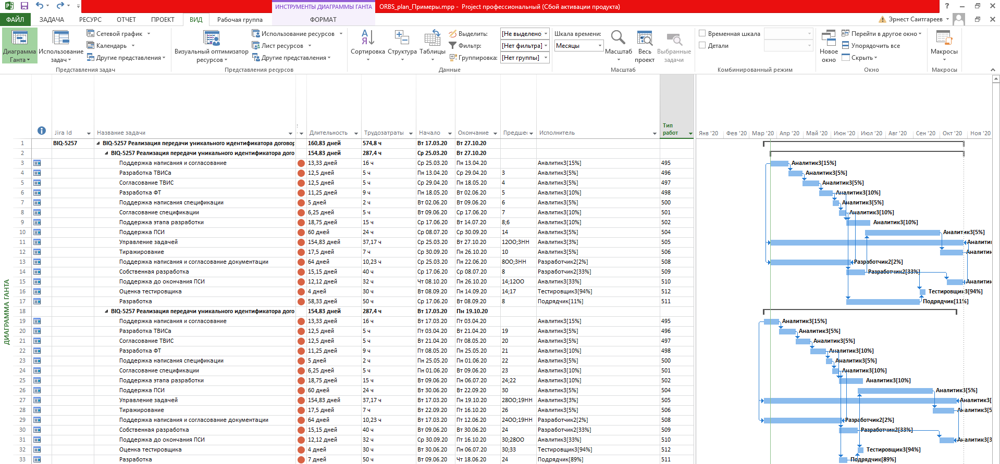 ИНСТРУМЕНТЫ ДИАГРАММЫ ГАНТА
ORBS_plan_Примеры.mpp - Project профессиональный (Сбой активации продукта)
ФАЙЛ ЗАДАЧА РЕСУРС ОТЧЕТ ПРОЕКТ ВИД Рабочая группа ФОРМАТ Эрнест Саитгареев
Диаграмма Ганта
Использование задач
Сетевой график
Календарь
Другие представления
Представления задач
Визуальный оптимизатор ресурсов
Использование ресурсов
Лист ресурсов
Другие представления
Представления ресурсов
Сортировка Структура Таблицы
Выделить: [Не выделено
Фильтр: [Нет фильтра]
Группировка: [Нет группы]
Данные
Шкала времени:
Месяцы
Масштаб
Весь проект
Выбранные задачи
Масштаб
Временная шкала
Детали
Комбинированный режим
Новое окно
Перейти в другое окно
Упорядочить все
Скрыть
Окно
Макросы
Макросы
Jira Id Название задачи Длительность Трудозатраты Начало Окончание Предшес Исполнитель Тип работ
Янв '20 Фев '20 Мар '20 Апр '20 Май '20 Июн '20 Июл '20 Авг '20 Сен '20 Окт '20 Ноя '20
1 BIQ-5257 BIQ-5257 Реализация передачи уникального идентификатора договор 160,83 дней 574,8 ч Вт 17.03.20 Вт 27.10.20
2 BIQ-5257 Реализация передачи уникального идентификатора дого 154,83 дней 287,4 ч Ср 25.03.20 Вт 27.10.20
3 Поддержка написания и согласование 13,33 дней 16 ч Ср 25.03.20 Пн 13.04.20 Аналитик3[15%] 495 Аналитик3[15%]
4 Разработка ТВИСа 12,5 дней 5 ч Пн 13.04.20 Ср 29.04.20 3 Аналитик3[5%] 496 Аналитик3[5%]
5 Согласование ТВИС 12,5 дней 5 ч Ср 29.04.20 Пн 18.05.20 4 Аналитик3[5%] 497 Аналитик3[5%]
6 Разработка ФТ 11,25 дней 9 ч Пн 18.05.20 Вт 02.06.20 5 Аналитик3[10%] 498 Аналитик3[10%]
7 Поддержка написания спецификации 5 дней 2 ч Вт 02.06.20 Вт 09.06.20 6 Аналитик3[5%] 500 Аналитик3[5%]
8 Согласование спецификации 6,25 дней 5 ч Вт 09.06.20 Ср 17.06.20 7 Аналитик3[10%] 501 Аналитик3[10%]
9 Поддержка этапа разработки 18,75 дней 15 ч Ср 17.06.20 Вт 14.07.20 8;6 Аналитик3[10%] 502 Аналитик3[10%]
10 Поддержка ПСИ 60 дней 24 ч Ср 08.07.20 Ср 30.09.20 14 Аналитик3[5%] 504 Аналитик3[5%]
11 Управление задачей 154,83 дней 37,17 ч Ср 25.03.20 Вт 27.10.20 12ОО;3НН Аналитик3[3%] 505 Аналити
12 Тиражирование 17,5 дней 7 ч Ср 30.09.20 Пн 26.10.20 10 Аналитик3[5%] 506 Аналитик
13 Поддержка написания и согласование документации 64 дней 10,23 ч Ср 25.03.20 Пн 22.06.20 8ОО;3НН Разработчик2[2%] 508 Разработчик2[2%]
14 Собственная разработка 15,15 дней 40 ч Ср 17.06.20 Ср 08.07.20 8 Разработчик2[33%] 509 Разработчик2[33%]
15 Поддержка до окончания ПСИ 12,12 дней 32 ч Чт 08.10.20 Пн 26.10.20 14;12ОО Аналитик3[33%] 510 Аналитик
16 Оценка тестировщика 4 дней 30 ч Вт 08.09.20 Пн 14.09.20 14;17 Тестировщик3[94%] 512 Тестировщик3[94%]
17 Разработка 58,33 дней 50 ч Ср 17.06.20 Вт 08.09.20 8 Подрядчик[11%] 511 Подрядчик[11%]
18 BIQ-5257 Реализация передачи уникального идентификатора дого 154,83 дней 287,4 ч Вт 17.03.20 Пн 19.10.20
19 Поддержка написания и согласование 13,33 дней 16 ч Вт 17.03.20 Пт 03.04.20 Аналитик3[15%] 495 Аналитик3[15%]
20 Разработка ТВИСа 12,5 дней 5 ч Пт 03.04.20 Вт 21.04.20 19 Аналитик3[5%] 496 Аналитик3[5%]
21 Согласование ТВИС 12,5 дней 5 ч Вт 21.04.20 Пт 08.05.20 20 Аналитик3[5%] 497 Аналитик3[5%]
22 Разработка ФТ 11,25 дней 9 ч Пт 08.05.20 Пн 25.05.20 21 Аналитик3[10%] 498 Аналитик3[10%]
23 Поддержка написания спецификации 5 дней 2 ч Пн 25.05.20 Пн 01.06.20 22 Аналитик3[5%] 500 Аналитик3[5%]
24 Согласование спецификации 6,25 дней 5 ч Пн 01.06.20 Вт 09.06.20 23 Аналитик3[10%] 501 Аналитик3[10%]
25 Поддержка этапа разработки 18,75 дней 15 ч Вт 09.06.20 Пн 06.07.20 24;22 Аналитик3[10%] 502 Аналитик3[10%]
26 Поддержка ПСИ 60 дней 24 ч Вт 30.06.20 Вт 22.09.20 30 Аналитик3[5%] 504 Аналитик3[5%]
27 Управление задачей 154,83 дней 37,17 ч Вт 17.03.20 Пн 19.10.20 28ОО;19НН Аналитик3[3%] 505 Аналитик3[
28 Тиражирование 17,5 дней 7 ч Вт 22.09.20 Пт 16.10.20 26 Аналитик3[5%] 506 Аналитик3[5
29 Поддержка написания и согласование документации 64 дней 10,23 ч Вт 17.03.20 Пт 12.06.20 24ОО;19НН Разработчик2[2%] 508 Разработчик2[2%]
30 Собственная разработка 15,15 дней 40 ч Вт 09.06.20 Вт 30.06.20 24 Разработчик2[33%] 509 Разработчик2[33%]
31 Поддержка до окончания ПСИ 12,12 дней 32 ч Ср 30.09.20 Пт 16.10.20 30;28ОО Аналитик3[33%] 510 Аналитик3[3
32 Оценка тестировщика 4 дней 30 ч Вт 30.06.20 Пн 06.07.20 30;33 Тестировщик3[94%] 512 Тестировщик3[94%]
33 Разработка 7 дней 50 ч Вт 09.06.20 Чт 18.06.20 24 Подрядчик[89%] 511 Подрядчик[89%]
ДИАГРАММА ГАНТА